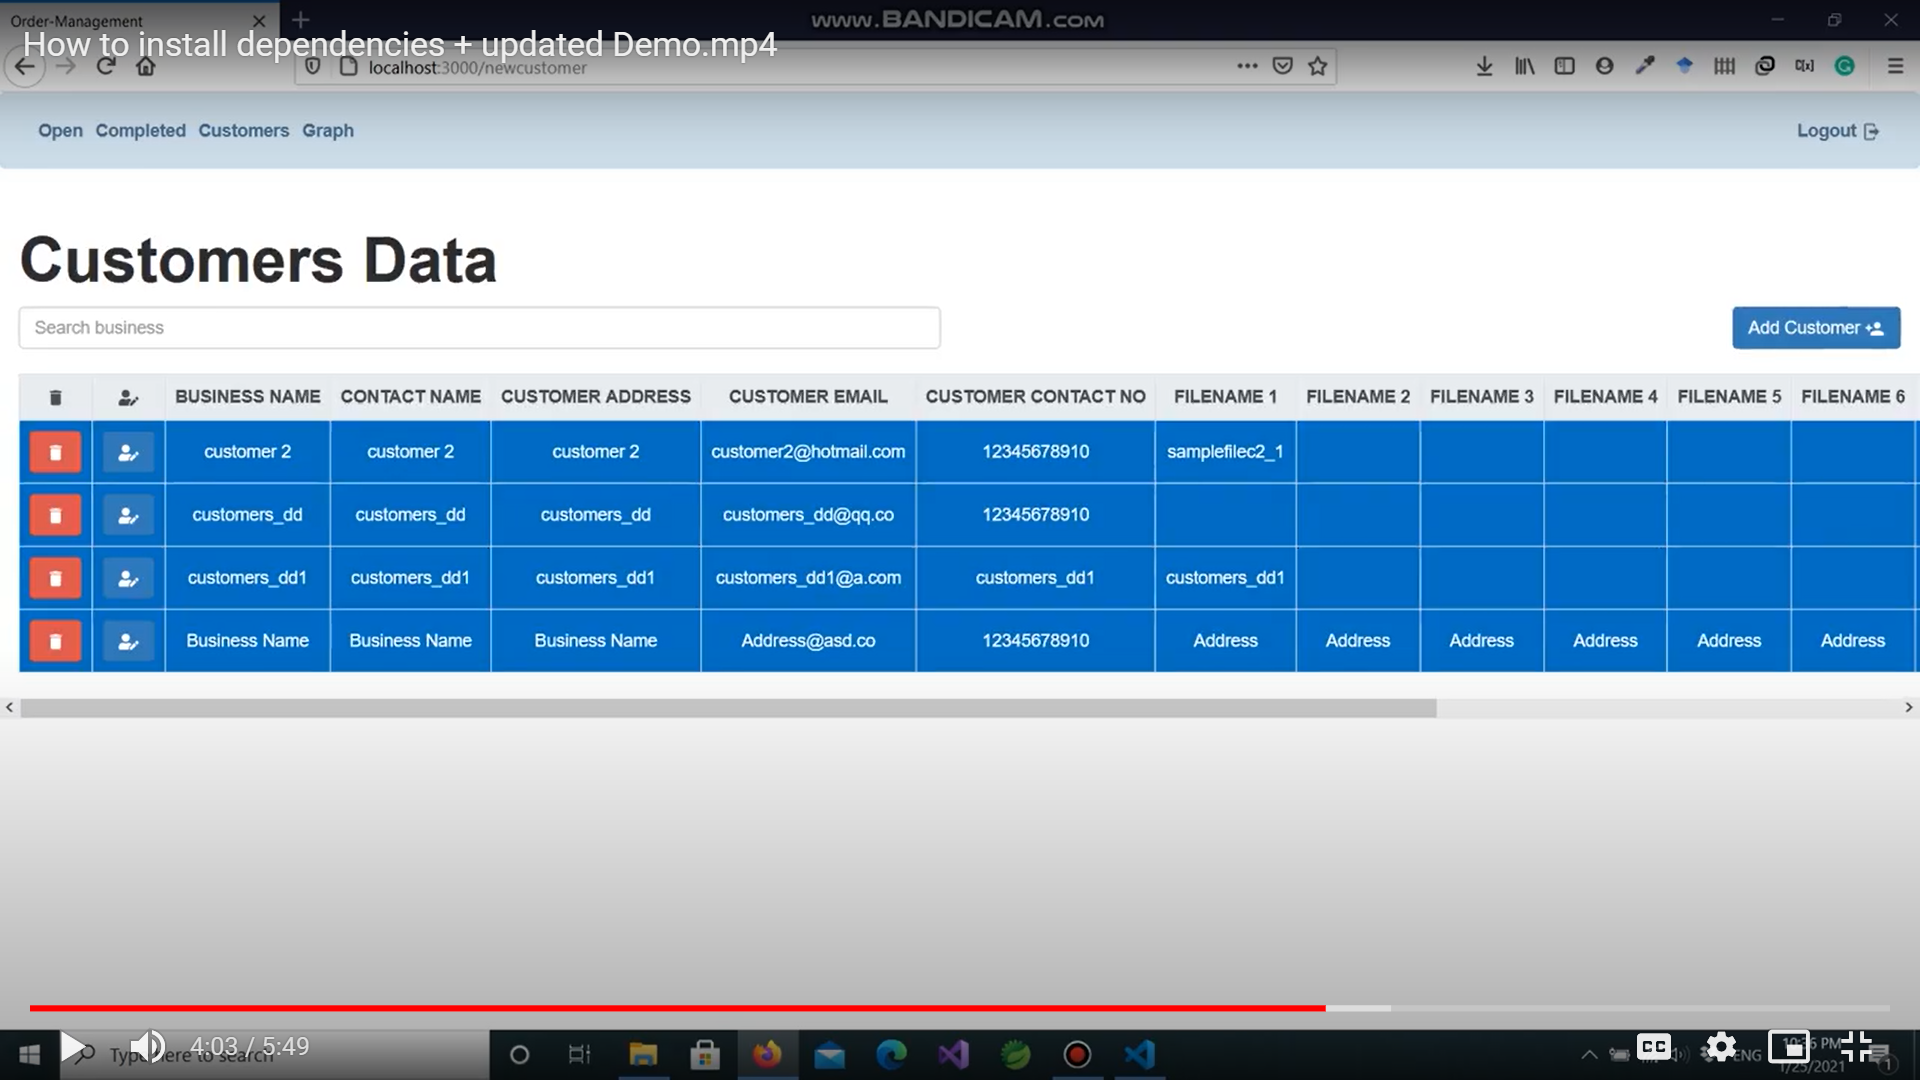 Order-Management
www.BANDICAM.com
How to install dependencies + updated Demo.mp4
localhost:3000/newcustomer
Open Completed Customers Graph Logout
Customers Data
Search business
Add Customer
BUSINESS NAME CONTACT NAME CUSTOMER ADDRESS CUSTOMER EMAIL CUSTOMER CONTACT NO FILENAME 1 FILENAME 2 FILENAME 3 FILENAME 4 FILENAME 5 FILENAME 6
customer 2 customer 2 customer 2 customer2@hotmail.com 12345678910 samplefilec2_1
customers_dd customers_dd customers_dd customers_dd@qq.co 12345678910
customers_dd1 customers_dd1 customers_dd1 customers_dd1@a.com customers_dd1 customers_dd1
Business Name Business Name Business Name Address@asd.co 12345678910 Address Address Address Address Address Address
4:03 / 5:49
Type here to search
CC
ENG
10:36 PM
1/25/2021
1